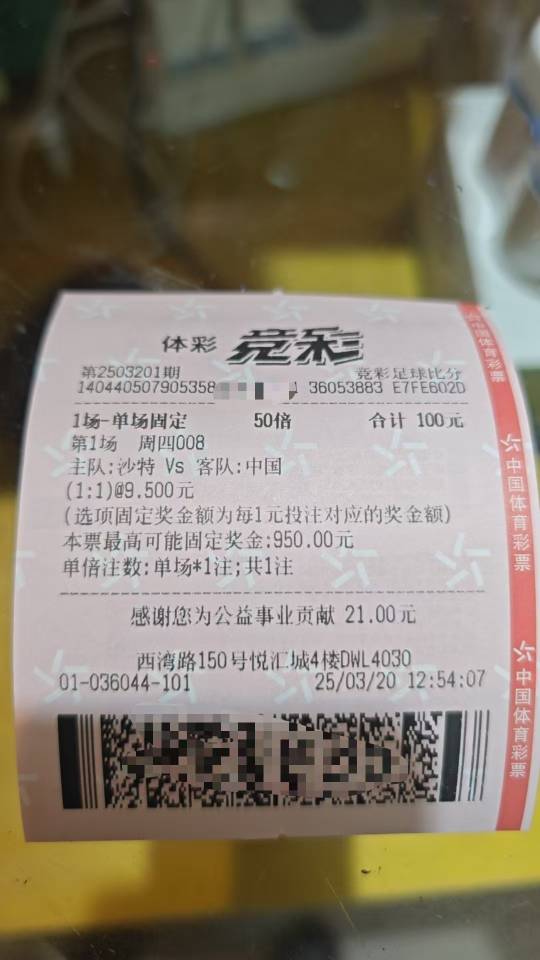 体彩 竞彩
第2503201期 竞彩足球比分
14044050790535 36053883 E7FE602D
1场-单场固定 50倍 合计 100元
第1场 周四008
主队:沙特 Vs 客队:中国
(1:1)@9.500元
(选项固定奖金额为每1元投注对应的奖金额)
本票最高可能固定奖金:950.00元
单倍注数:单场*1注;共1注
感谢您为公益事业贡献 21.00元
西湾路150号悦汇城4楼DWL4030
01-036044-101 25/03/20 12:54:07
中国体育彩票
中国体育彩票
中国体育彩票